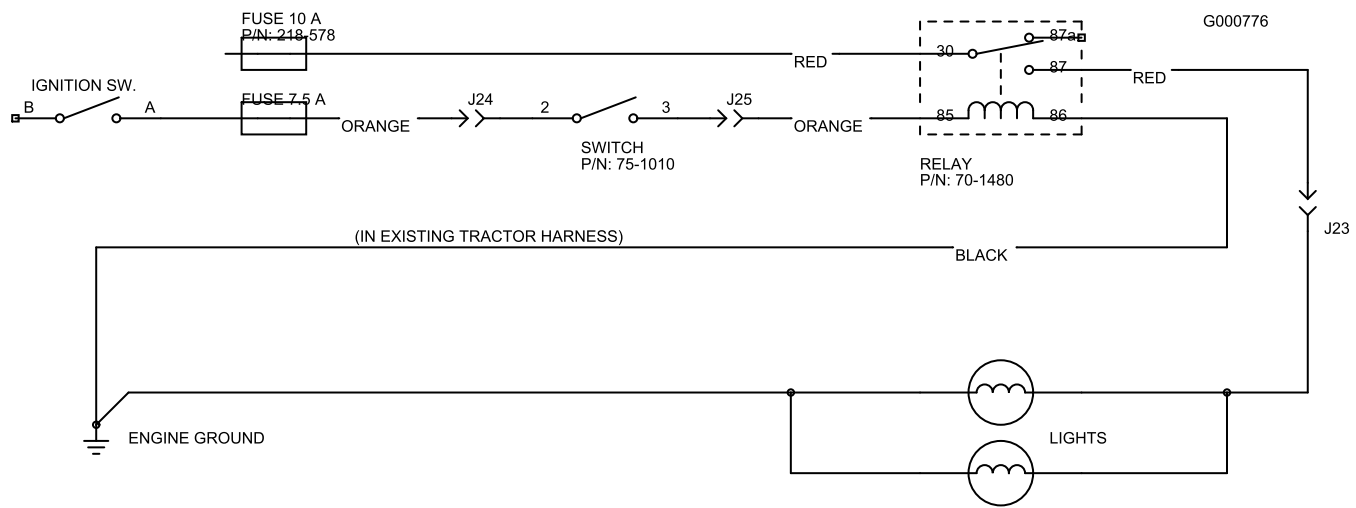 FUSE 10 A
P/N: 218-578
G000776
30
87a
RED
87
RED
IGNITION SW.
B
A
FUSE 7.5 A
ORANGE
J24
2
3
J25
ORANGE
85
86
SWITCH
P/N: 75-1010
RELAY
P/N: 70-1480
J23
(IN EXISTING TRACTOR HARNESS)
BLACK
ENGINE GROUND
LIGHTS